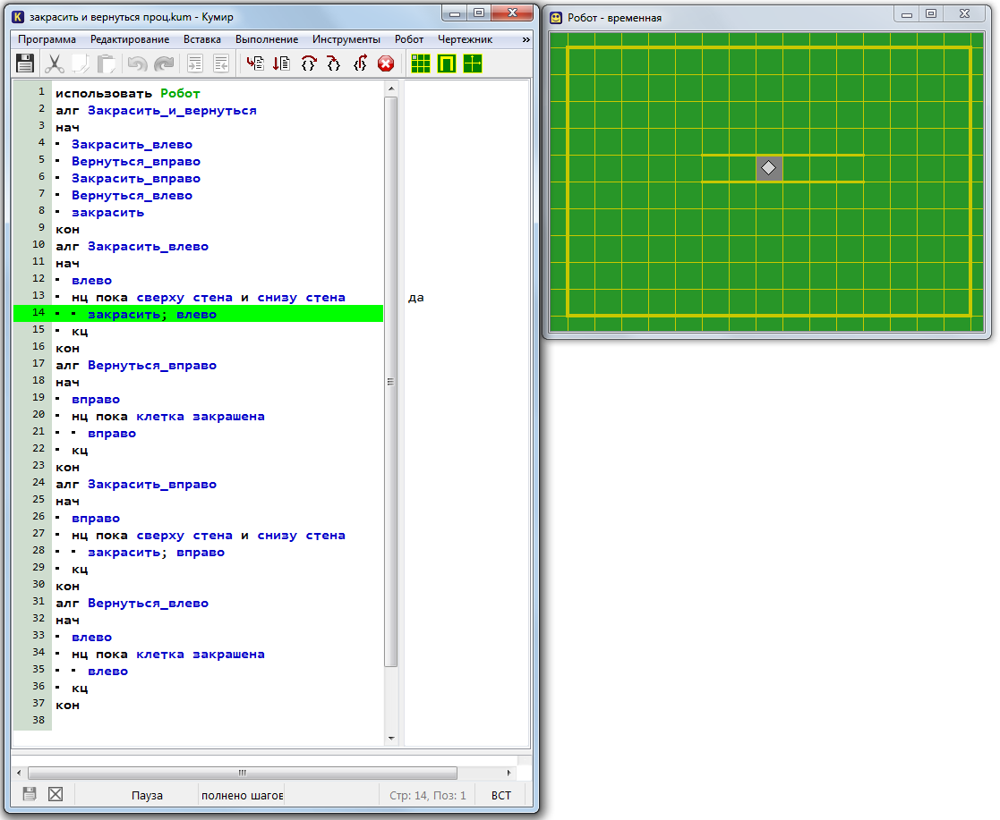 закрасить и вернуться проц.kum - Кумир
Программа Редактирование Вставка Выполнение Инструменты Робот Чертежник »
1 использовать Робот
2 алг Закрасить_и_вернуться
3 нач
4 Закрасить_влево
5 Вернуться_вправо
6 Закрасить_вправо
7 Вернуться_влево
8 закрасить
9 кон
10 алг Закрасить_влево
11 нач
12 влево
13 нц пока сверху стена и снизу стена да
14 закрасить; влево
15 кц
16 кон
17 алг Вернуться_вправо
18 нач
19 вправо
20 нц пока клетка закрашена
21 вправо
22 кц
23 кон
24 алг Закрасить_вправо
25 нач
26 вправо
27 нц пока сверху стена и снизу стена
28 закрасить; вправо
29 кц
30 кон
31 алг Вернуться_влево
32 нач
33 влево
34 нц пока клетка закрашена
35 влево
36 кц
37 кон
38
Пауза полнено шагов Стр: 14, Поз: 1 ВСТ
Робот - временная